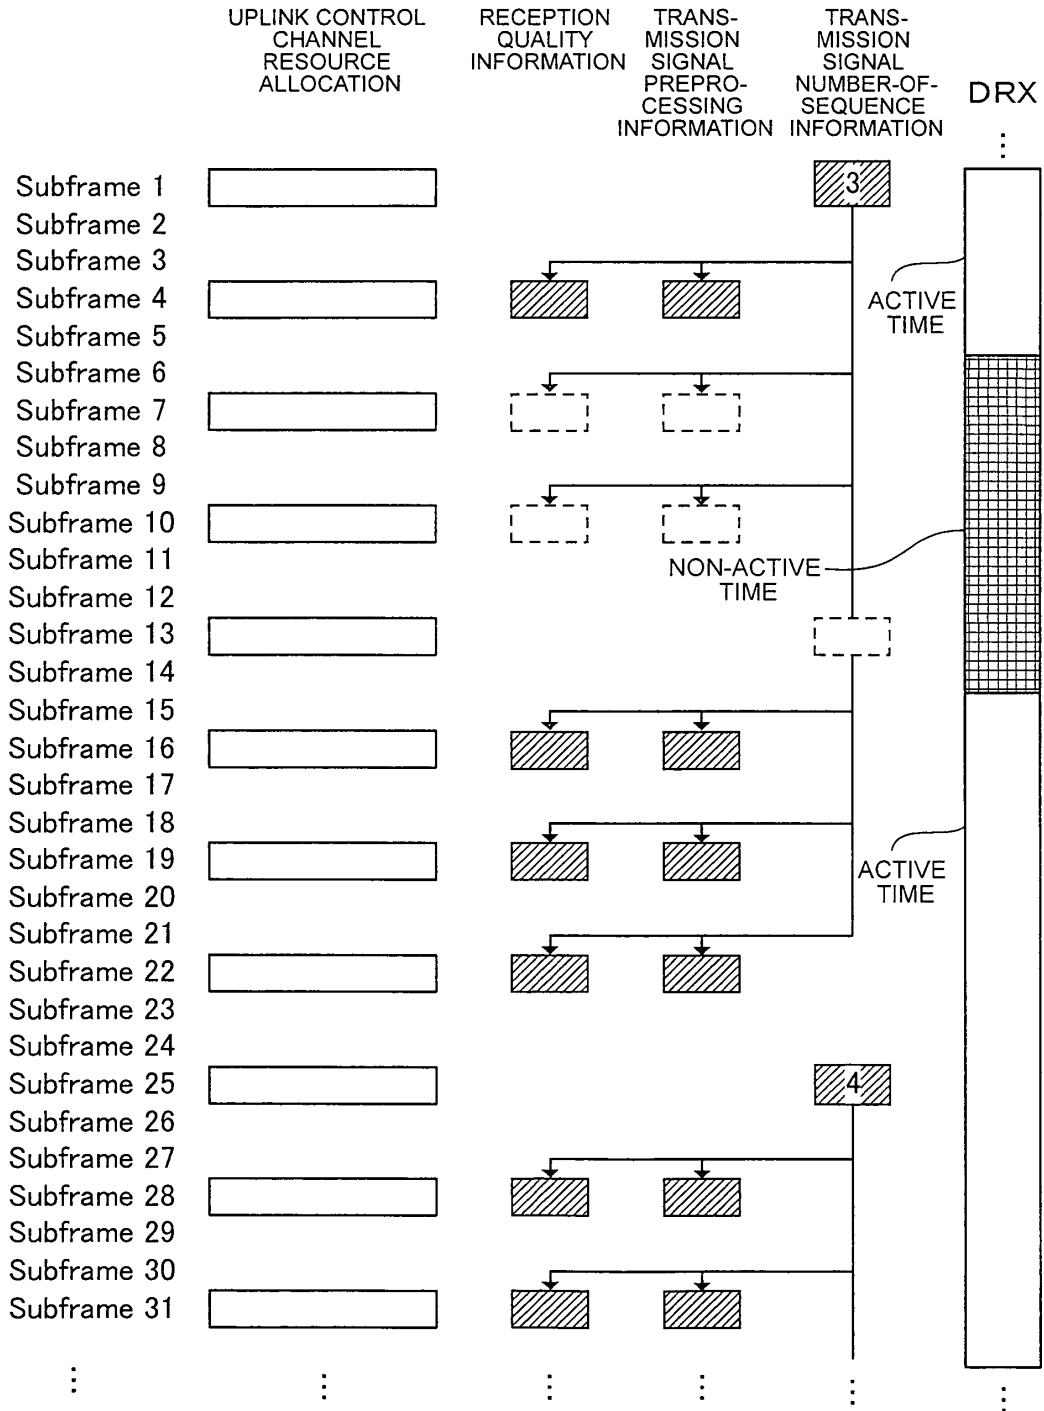 UPLINK CONTROL
CHANNEL
RESOURCE
ALLOCATION
RECEPTION
QUALITY
INFORMATION
TRANS-
MISSION
SIGNAL
PREPRO-
CESSING
INFORMATION
TRANS-
MISSION
SIGNAL
NUMBER-OF-
SEQUENCE
INFORMATION
DRX
⋮
Subframe 1
3
Subframe 2
Subframe 3
Subframe 4
ACTIVE
TIME
Subframe 5
Subframe 6
Subframe 7
Subframe 8
Subframe 9
Subframe 10
Subframe 11
NON-ACTIVE
TIME
Subframe 12
Subframe 13
Subframe 14
Subframe 15
Subframe 16
Subframe 17
Subframe 18
Subframe 19
ACTIVE
TIME
Subframe 20
Subframe 21
Subframe 22
Subframe 23
Subframe 24
Subframe 25
4
Subframe 26
Subframe 27
Subframe 28
Subframe 29
Subframe 30
Subframe 31
⋮ ⋮ ⋮ ⋮ ⋮ ⋮